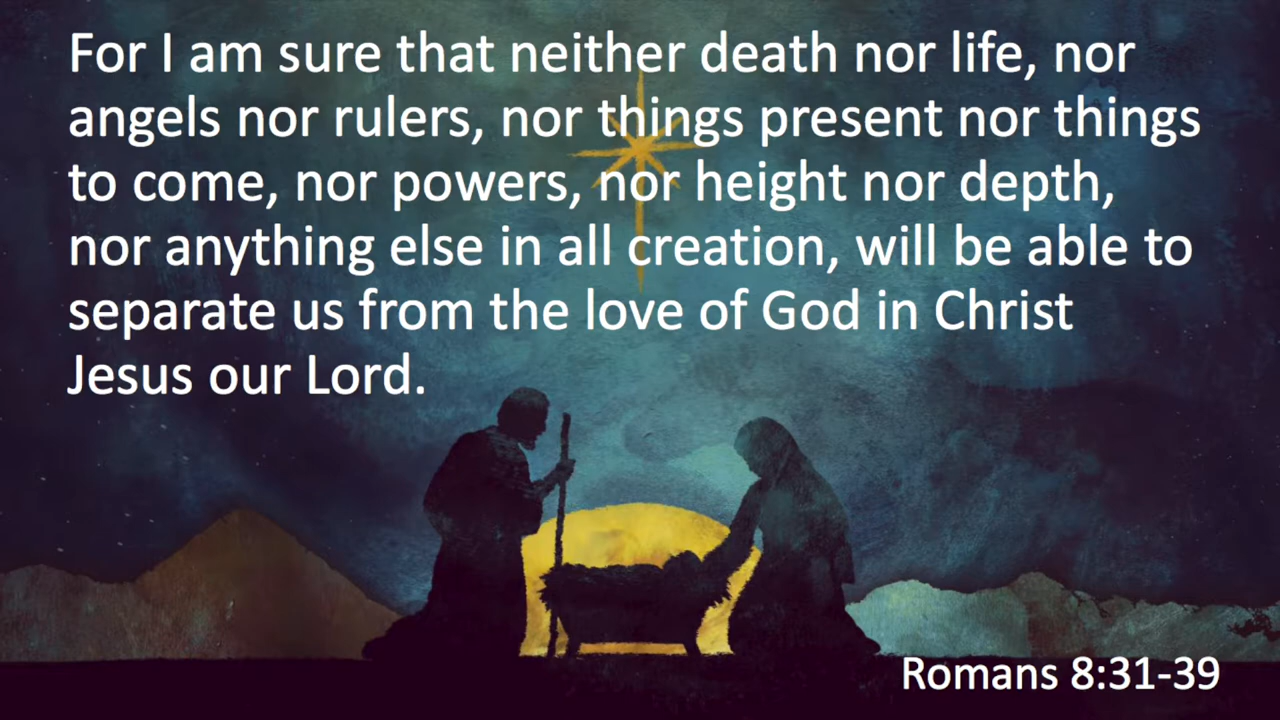 For I am sure that neither death nor life, nor
angels nor rulers, nor things present nor things
to come, nor powers, nor height nor depth,
nor anything else in all creation, will be able to
separate us from the love of God in Christ
Jesus our Lord.
Romans 8:31-39